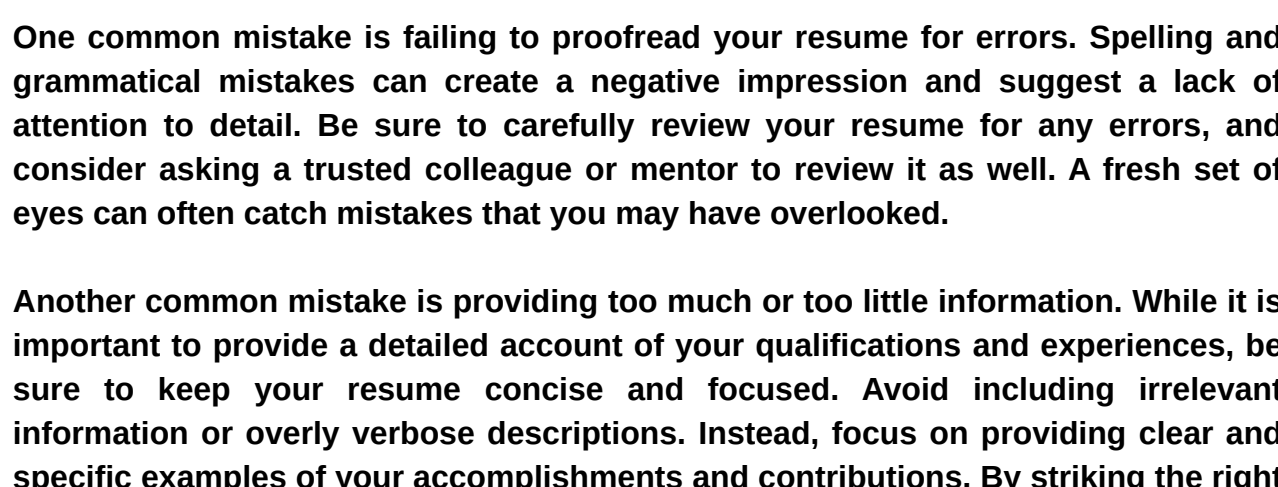 One common mistake is failing to proofread your resume for errors. Spelling and
grammatical mistakes can create a negative impression and suggest a lack of
attention to detail. Be sure to carefully review your resume for any errors, and
consider asking a trusted colleague or mentor to review it as well. A fresh set of
eyes can often catch mistakes that you may have overlooked.
Another common mistake is providing too much or too little information. While it is
important to provide a detailed account of your qualifications and experiences, be
sure to keep your resume concise and focused. Avoid including irrelevant
information or overly verbose descriptions. Instead, focus on providing clear and
specific examples of your accomplishments and contributions. By striking the right